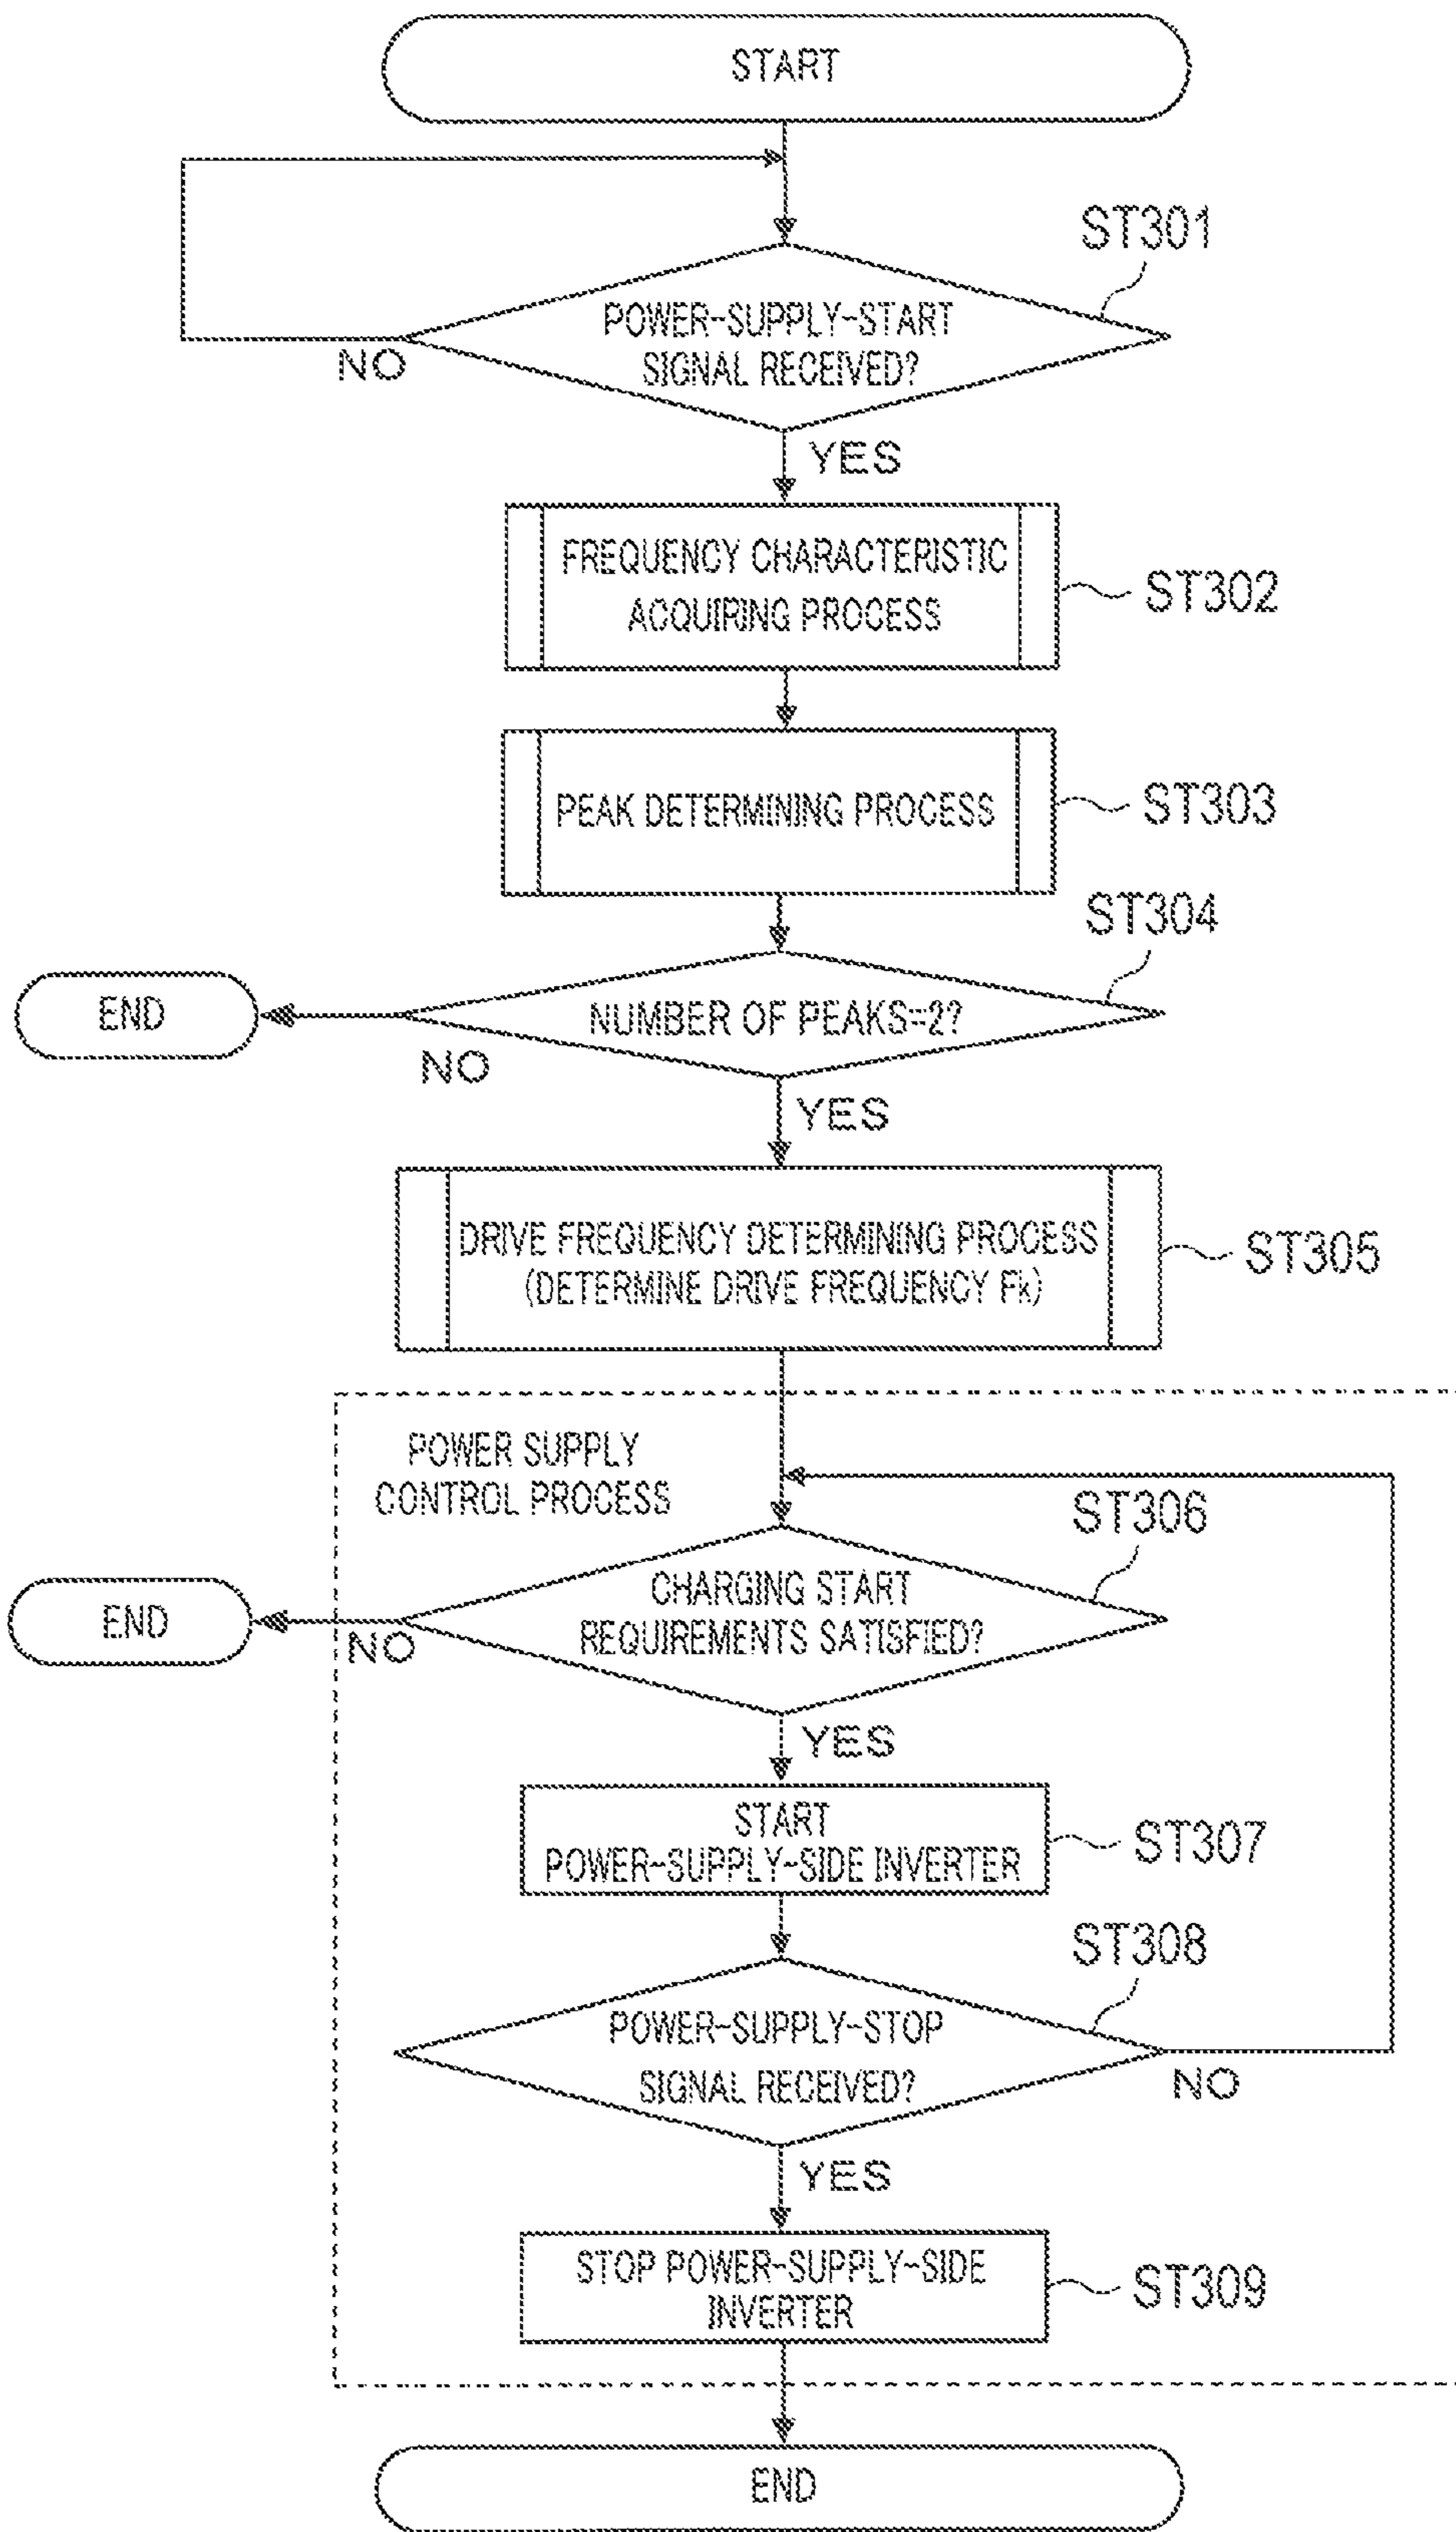 START
ST301
POWER-SUPPLY-START
SIGNAL RECEIVED?
NO
YES
FREQUENCY CHARACTERISTIC
ACQUIRING PROCESS
ST302
PEAK DETERMINING PROCESS
ST303
ST304
END
NUMBER OF PEAKS=2?
NO
YES
DRIVE FREQUENCY DETERMINING PROCESS
(DETERMINE DRIVE FREQUENCY Fk)
ST305
POWER SUPPLY
CONTROL PROCESS
ST306
CHARGING START
REQUIREMENTS SATISFIED?
END
NO
YES
START
POWER-SUPPLY-SIDE INVERTER
ST307
ST308
POWER-SUPPLY-STOP
SIGNAL RECEIVED?
NO
YES
STOP POWER-SUPPLY-SIDE
INVERTER
ST309
END